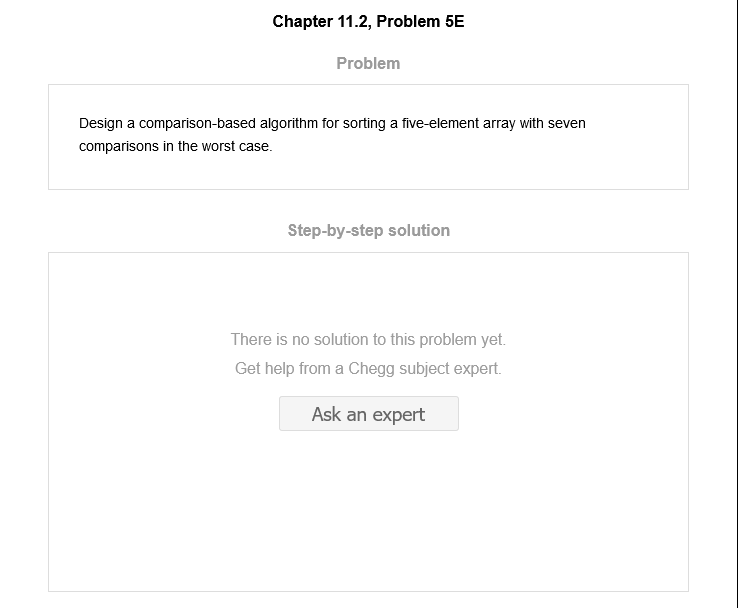 Chapter 11.2, Problem 5E
Problem
Design a comparison-based algorithm for sorting a five-element array with seven
comparisons in the worst case.
Step-by-step solution
There is no solution to this problem yet.
Get help from a Chegg subject expert.
Ask an expert